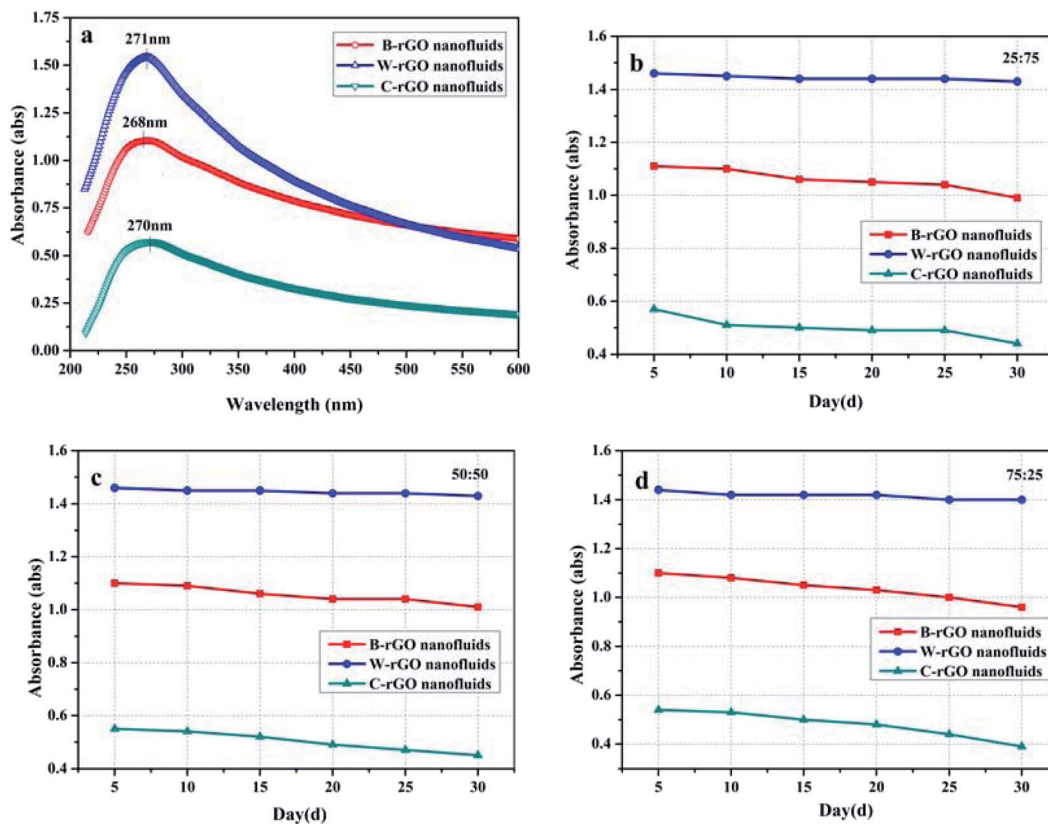 a
271nm
268nm
270nm
B-rGO nanofluids
W-rGO nanofluids
C-rGO nanofluids
1.75
1.50
1.25
1.00
0.75
0.50
0.25
0.00
Absorbance (abs)
200 250 300 350 400 450 500 550 600
Wavelength (nm)
b
25:75
1.6
1.4
1.2
1.0
0.8
0.6
0.4
Absorbance (abs)
B-rGO nanofluids
W-rGO nanofluids
C-rGO nanofluids
5 10 15 20 25 30
Day(d)
c
50:50
1.6
1.4
1.2
1.0
0.8
0.6
0.4
Absorbance (abs)
B-rGO nanofluids
W-rGO nanofluids
C-rGO nanofluids
5 10 15 20 25 30
Day(d)
d
75:25
1.6
1.4
1.2
1.0
0.8
0.6
0.4
Absorbance (abs)
B-rGO nanofluids
W-rGO nanofluids
C-rGO nanofluids
5 10 15 20 25 30
Day(d)